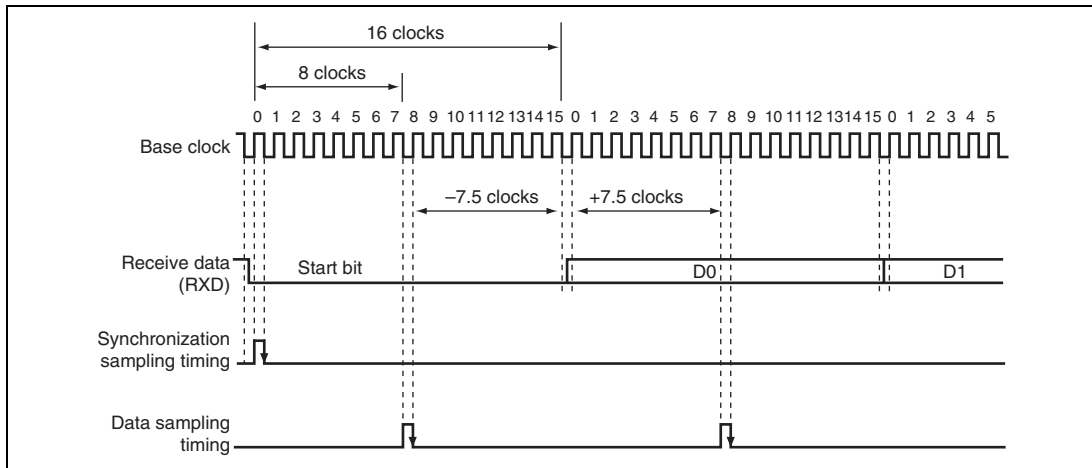 16 clocks
8 clocks
0 1 2 3 4 5 6 7 8 9 10 11 12 13 14 15 0 1 2 3 4 5 6 7 8 9 10 11 12 13 14 15 0 1 2 3 4 5
Base clock
–7.5 clocks +7.5 clocks
Receive data
(RXD)
Start bit D0 D1
Synchronization
sampling timing
Data sampling
timing